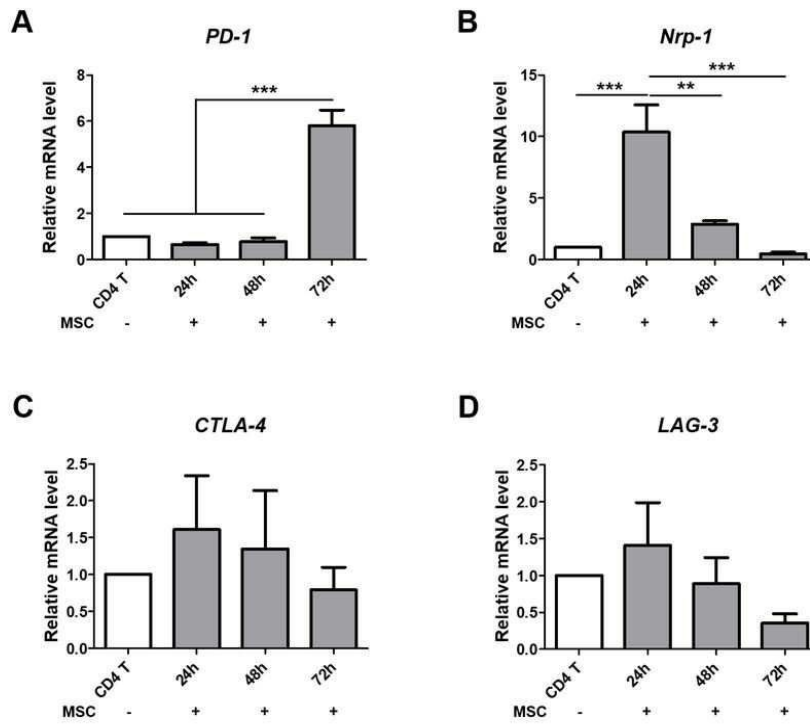 A
PD-1
Relative mRNA level
8
6
4
2
0
***
CD4 T
24h
48h
72h
MSC - + + +
B
Nrp-1
Relative mRNA level
15
10
5
0
*** ** ***
CD4 T
24h
48h
72h
MSC - + + +
C
CTLA-4
Relative mRNA level
2.5
2.0
1.5
1.0
0.5
0.0
CD4 T
24h
48h
72h
MSC - + + +
D
LAG-3
Relative mRNA level
2.5
2.0
1.5
1.0
0.5
0.0
CD4 T
24h
48h
72h
MSC - + + +